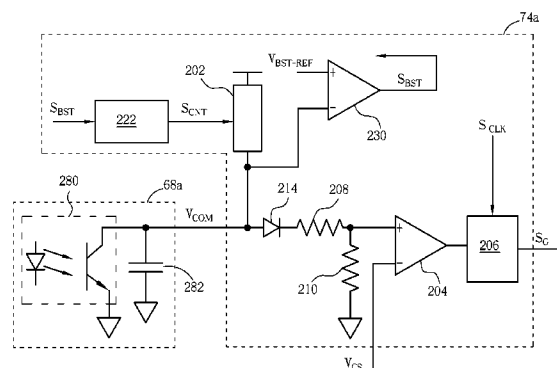 74a
202
V_BST-REF
+
S_BST
S_BST
222
S_CNT
-
230
S_CLK
280
68a
V_COM
214
208
+
206
S_G
282
210
-
204
V_CS